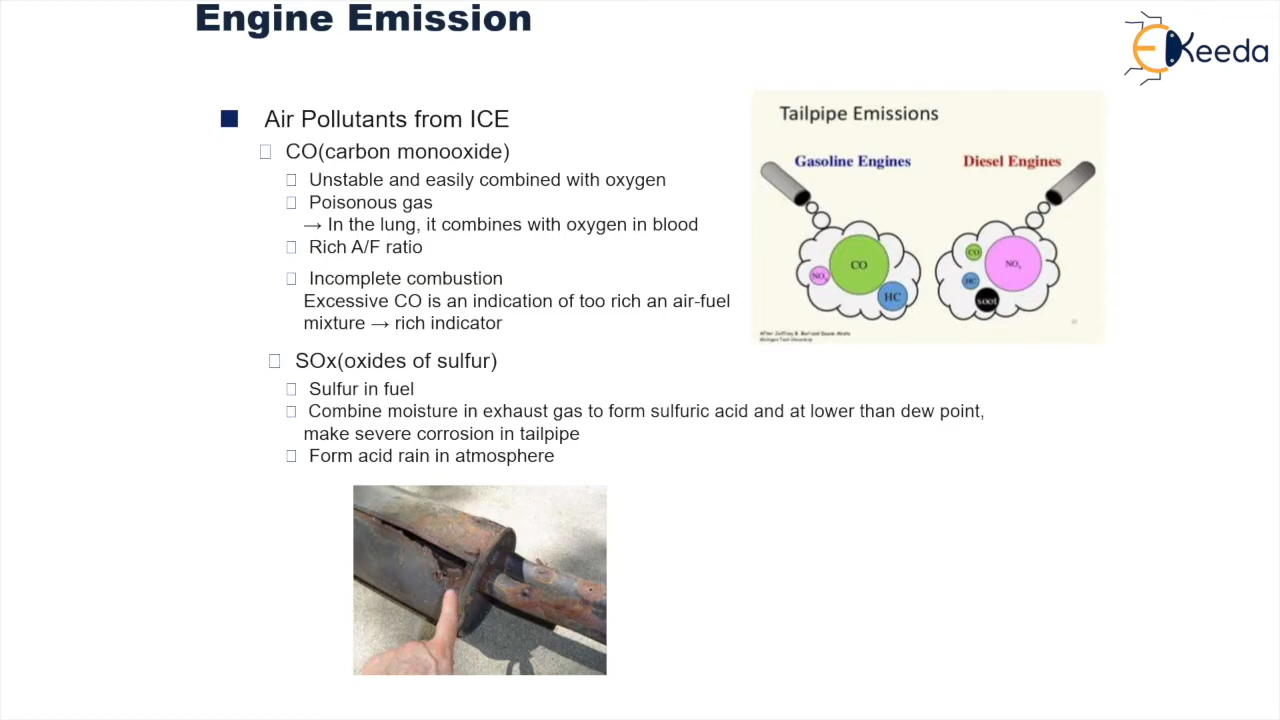 Engine Emission
EKeeda
Air Pollutants from ICE
CO(carbon monooxide)
Unstable and easily combined with oxygen
Poisonous gas
→ In the lung, it combines with oxygen in blood
Rich A/F ratio
Incomplete combustion
Excessive CO is an indication of too rich an air-fuel
mixture → rich indicator
SOx(oxides of sulfur)
Sulfur in fuel
Combine moisture in exhaust gas to form sulfuric acid and at lower than dew point,
make severe corrosion in tailpipe
Form acid rain in atmosphere
Tailpipe Emissions
Gasoline Engines
Diesel Engines
CO
NOx
HC
CO
NOx
HC
soot
Michigan Tech University